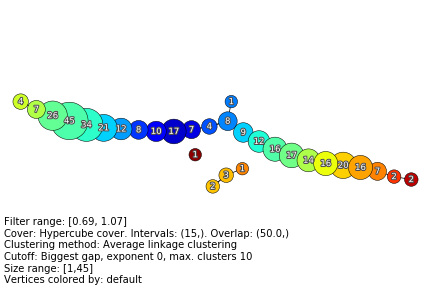 4 7 26 45 34 21 12 8 10 17 7 4 8 1 9 12 16 17 14 16 20 16 7 2 2
1
2 3 1
Filter range: [0.69, 1.07]
Cover: Hypercube cover. Intervals: (15,). Overlap: (50.0,)
Clustering method: Average linkage clustering
Cutoff: Biggest gap, exponent 0, max. clusters 10
Size range: [1,45]
Vertices colored by: default